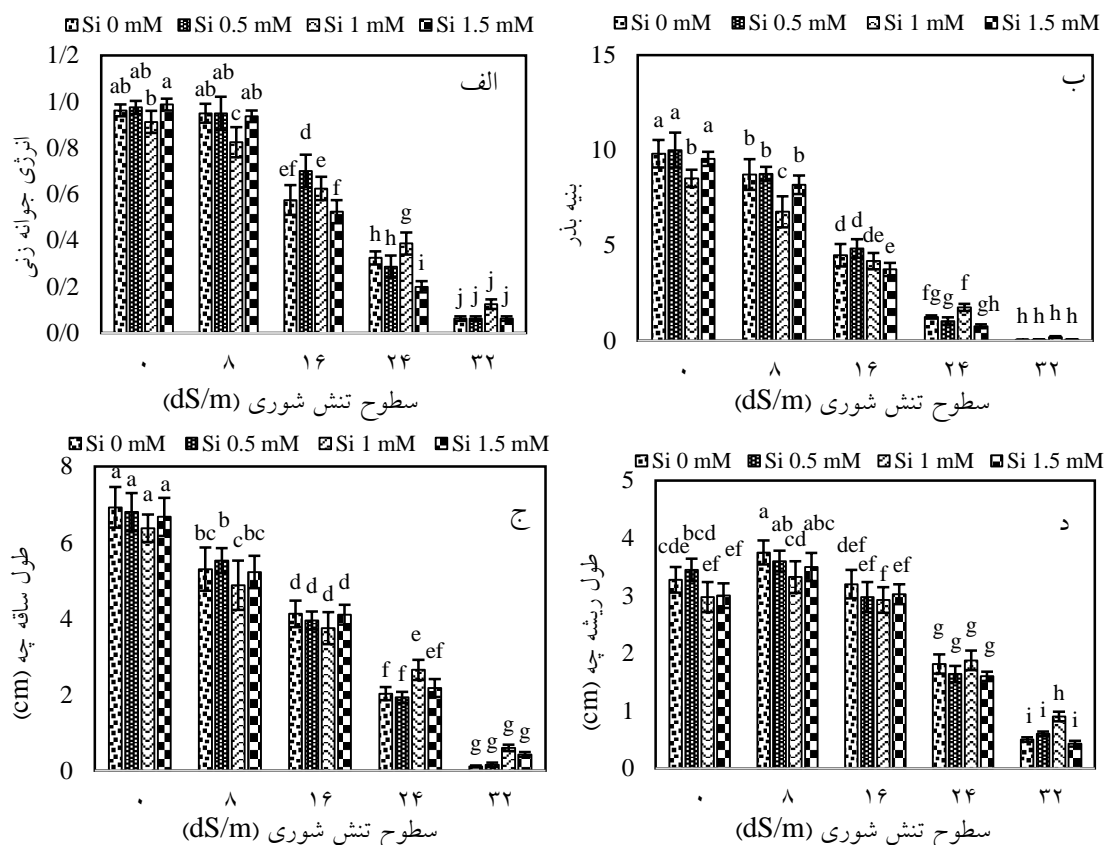 Si 0 mM Si 0.5 mM Si 1 mM Si 1.5 mM
الف
انرژی جوانه زنی
1/2
1/0
0/8
0/6
0/4
0/2
0/0
ab ab b a
ab ab c ab
ef d e f
h h g i
j j j j
۰ ۸ ۱۶ ۲۴ ۳۲
سطوح تنش شوری (dS/m)
Si 0 mM Si 0.5 mM Si 1 mM Si 1.5 mM
ب
بنیه بذر
15
10
5
0
a a b a
b b c b
d d de e
fg g f gh
h h h h
۰ ۸ ۱۶ ۲۴ ۳۲
سطوح تنش شوری (dS/m)
Si 0 mM Si 0.5 mM Si 1 mM Si 1.5 mM
ج
طول ساقه چه (cm)
8
6
4
2
0
a a a a
bc b c bc
d d d d
f f e ef
g g g g
۰ ۸ ۱۶ ۲۴ ۳۲
سطوح تنش شوری (dS/m)
Si 0 mM Si 0.5 mM Si 1 mM Si 1.5 mM
د
طول ریشه چه (cm)
5
4
3
2
1
0
cde bcd ef ef
a ab cd abc
def ef f ef
g g g g
i i h i
۰ ۸ ۱۶ ۲۴ ۳۲
سطوح تنش شوری (dS/m)